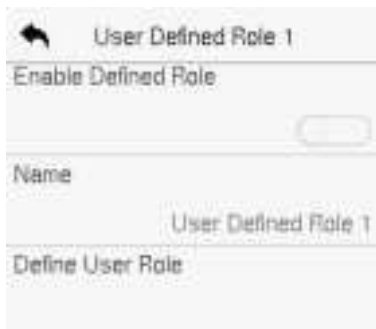 User Defined Role 1
Enable Defined Role
Name
User Defined Role 1
Define User Role